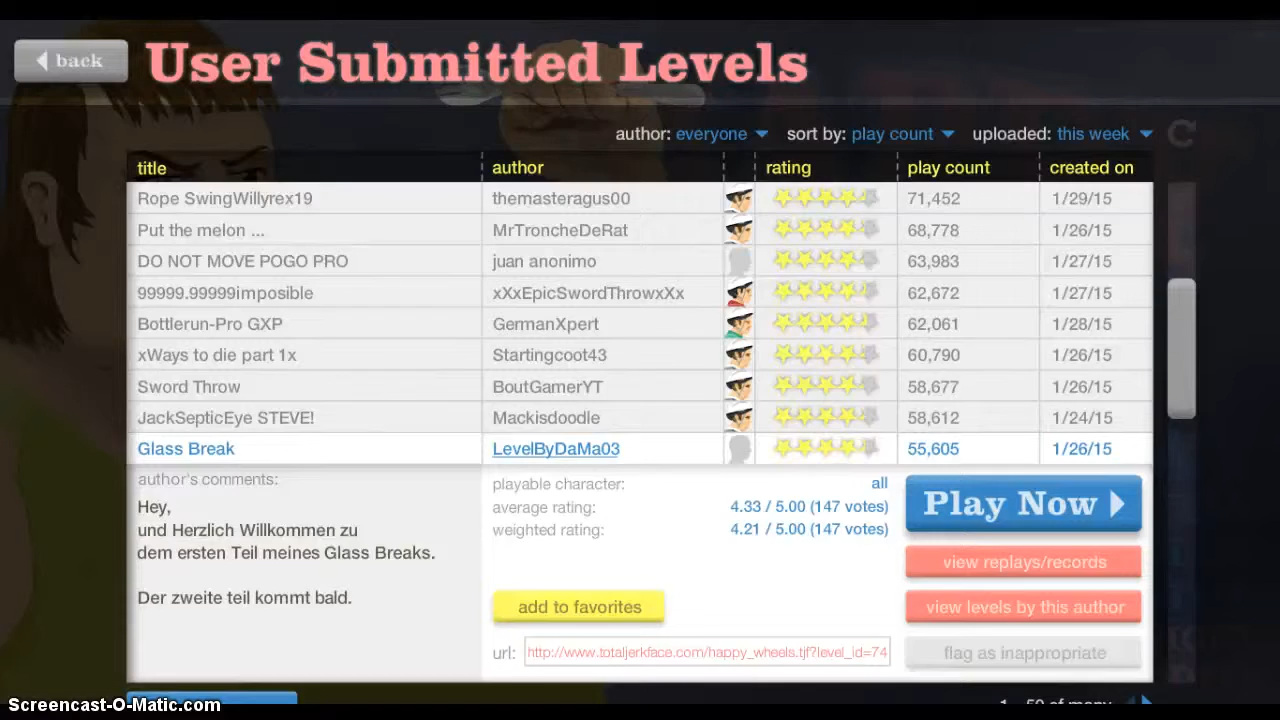 back
User Submitted Levels
author: everyone sort by: play count uploaded: this week
title author rating play count created on
Rope SwingWillyrex19 themasteragus00 71,452 1/29/15
Put the melon ... MrTroncheDeRat 68,778 1/26/15
DO NOT MOVE POGO PRO juan anonimo 63,983 1/27/15
99999.99999imposible xXxEpicSwordThrowxXx 62,672 1/27/15
Bottlerun-Pro GXP GermanXpert 62,061 1/28/15
xWays to die part 1x Startingcoot43 60,790 1/26/15
Sword Throw BoutGamerYT 58,677 1/26/15
JackSepticEye STEVE! Mackisdoodle 58,612 1/24/15
Glass Break LevelByDaMa03 55,605 1/26/15
author's comments:
Hey,
und Herzlich Willkommen zu
dem ersten Teil meines Glass Breaks.
Der zweite teil kommt bald.
playable character: all
average rating: 4.33 / 5.00 (147 votes)
weighted rating: 4.21 / 5.00 (147 votes)
add to favorites
url: http://www.totaljerkface.com/happy_wheels.tjf?level_id=74
Play Now
view replays/records
view levels by this author
flag as inappropriate
1 - 50 of many
Screencast-O-Matic.com